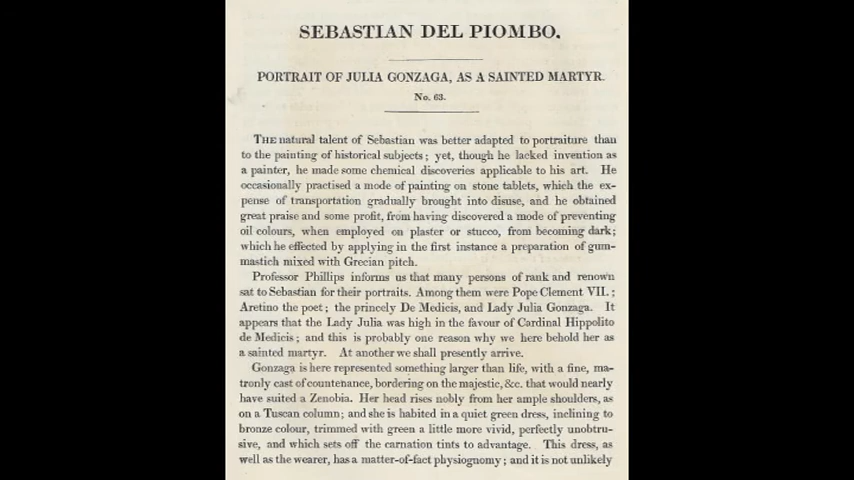 SEBASTIAN DEL PIOMBO.
PORTRAIT OF JULIA GONZAGA, AS A SAINTED MARTYR.
No. 63.
THE natural talent of Sebastian was better adapted to portraiture than
to the painting of historical subjects; yet, though he lacked invention as
a painter, he made some chemical discoveries applicable to his art. He
occasionally practised a mode of painting on stone tablets, which the ex-
pense of transportation gradually brought into disuse, and he obtained
great praise and some profit, from having discovered a mode of preventing
oil colours, when employed on plaster or stucco, from becoming dark;
which he effected by applying in the first instance a preparation of gum-
mastich mixed with Grecian pitch.
Professor Phillips informs us that many persons of rank and renown
sat to Sebastian for their portraits. Among them were Pope Clement VII.;
Aretino the poet; the princely De Medicis, and Lady Julia Gonzaga. It
appears that the Lady Julia was high in the favour of Cardinal Hippolito
de Medicis; and this is probably one reason why we here behold her as
a sainted martyr. At another we shall presently arrive.
Gonzaga is here represented something larger than life, with a fine, ma-
tronly cast of countenance, bordering on the majestic, &c. that would nearly
have suited a Zenobia. Her head rises nobly from her ample shoulders, as
on a Tuscan column; and she is habited in a quiet green dress, inclining to
bronze colour, trimmed with green a little more vivid, perfectly unobtru-
sive, and which sets off the carnation tints to advantage. This dress, as
well as the wearer, has a matter-of-fact physiognomy; and it is not unlikely